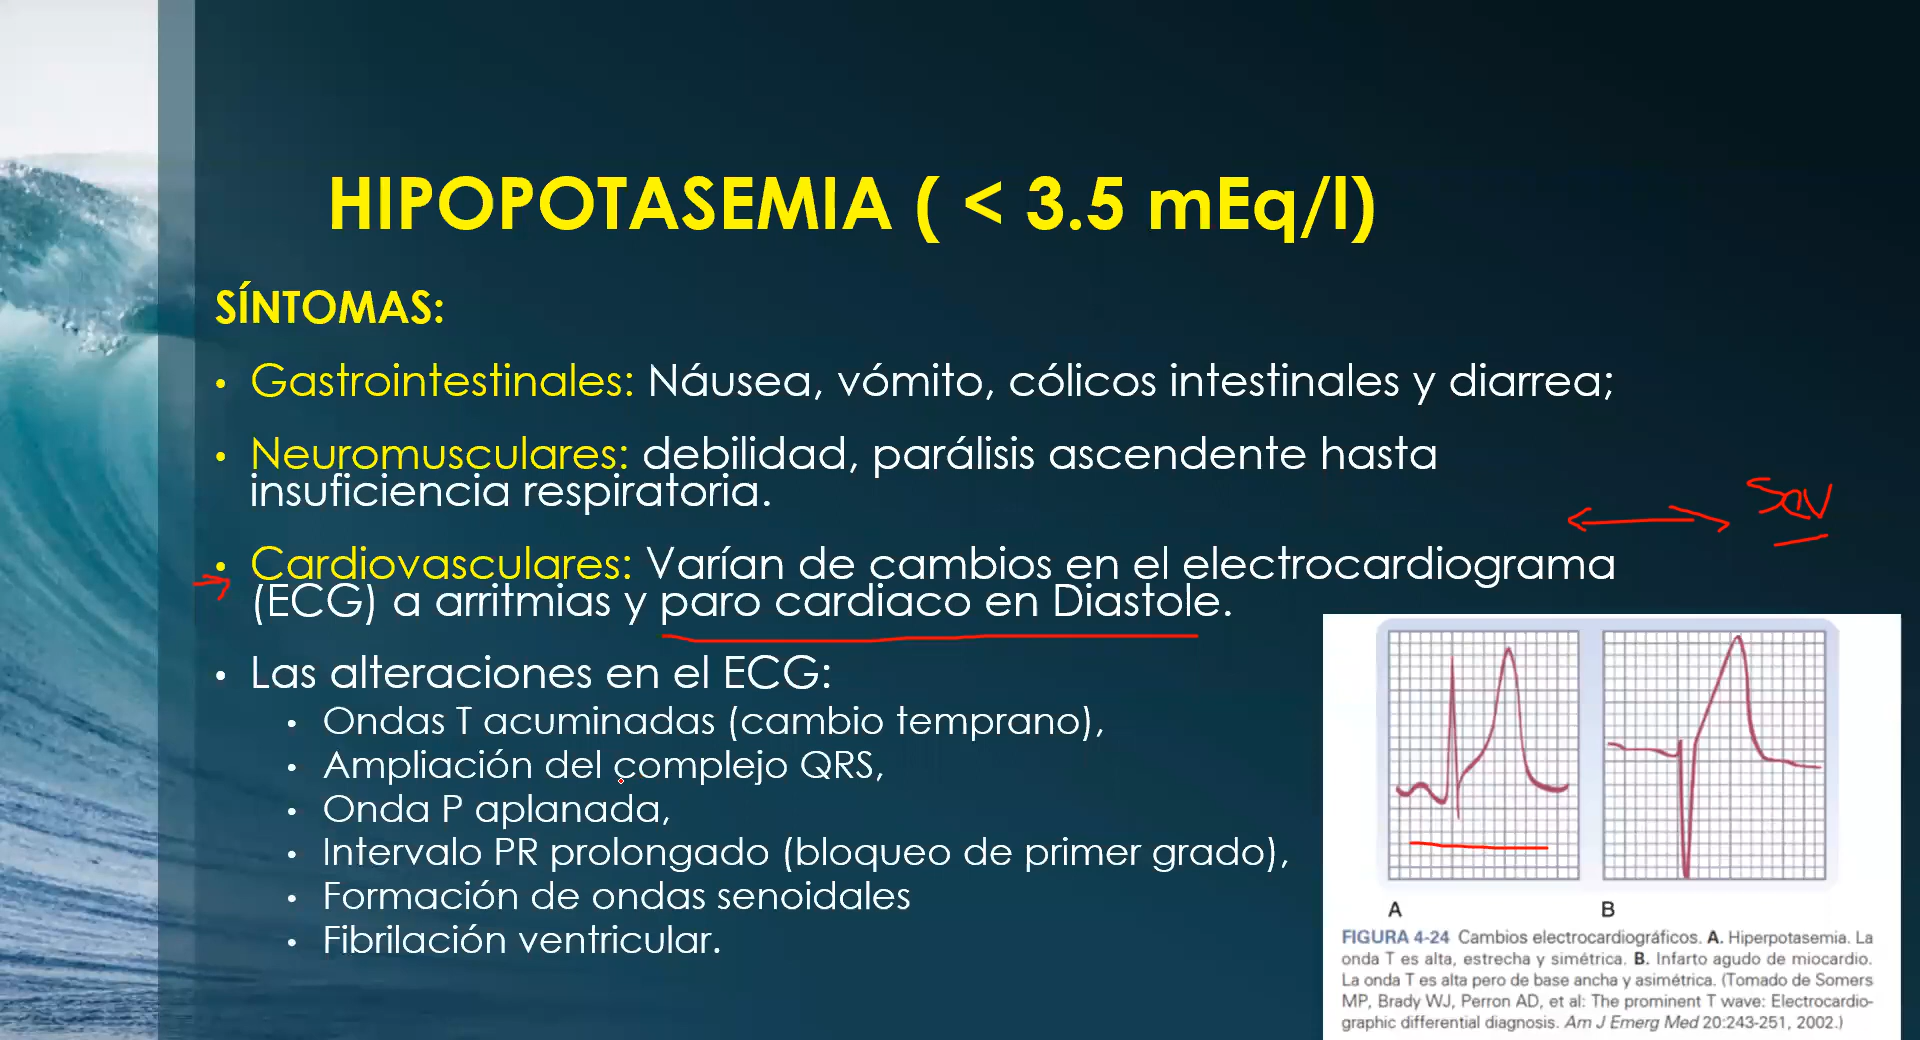 HIPOPOTASEMIA ( < 3.5 mEq/l)
SÍNTOMAS:
• Gastrointestinales: Náusea, vómito, cólicos intestinales y diarrea;
• Neuromusculares: debilidad, parálisis ascendente hasta
insuficiencia respiratoria.
• Cardiovasculares: Varían de cambios en el electrocardiograma
(ECG) a arritmias y paro cardiaco en Diastole.
• Las alteraciones en el ECG:
• Ondas T acuminadas (cambio temprano),
• Ampliación del complejo QRS,
• Onda P aplanada,
• Intervalo PR prolongado (bloqueo de primer grado),
• Formación de ondas senoidales
• Fibrilación ventricular.
A B
FIGURA 4-24 Cambios electrocardiográficos. A. Hiperpotasemia. La
onda T es alta, estrecha y simétrica. B. Infarto agudo de miocardio.
La onda T es alta pero de base ancha y asimétrica. (Tomado de Somers
MP, Brady WJ, Perron AD, et al: The prominent T wave: Electrocardio-
graphic differential diagnosis. Am J Emerg Med 20:243-251, 2002.)